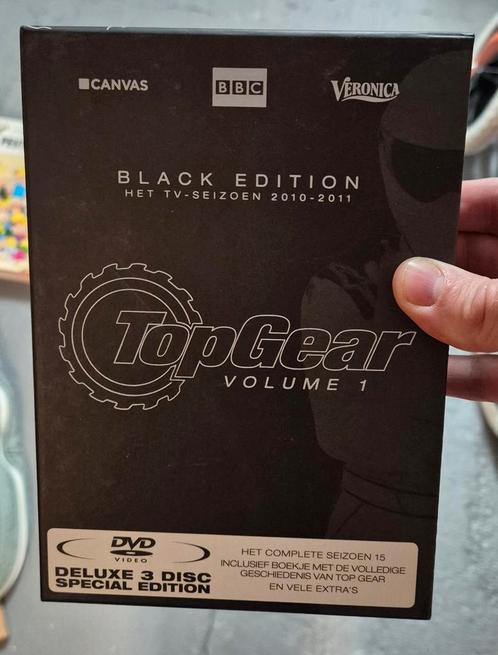 CANVAS
BBC
VERONICA
BLACK EDITION
HET TV-SEIZOEN 2010-2011
TopGear
VOLUME 1
DVD
VIDEO
DELUXE 3 DISC
SPECIAL EDITION
HET COMPLETE SEIZOEN 15
INCLUSIEF BOEKJE MET DE VOLLEDIGE
GESCHIEDENIS VAN TOP GEAR
EN VELE EXTRA'S